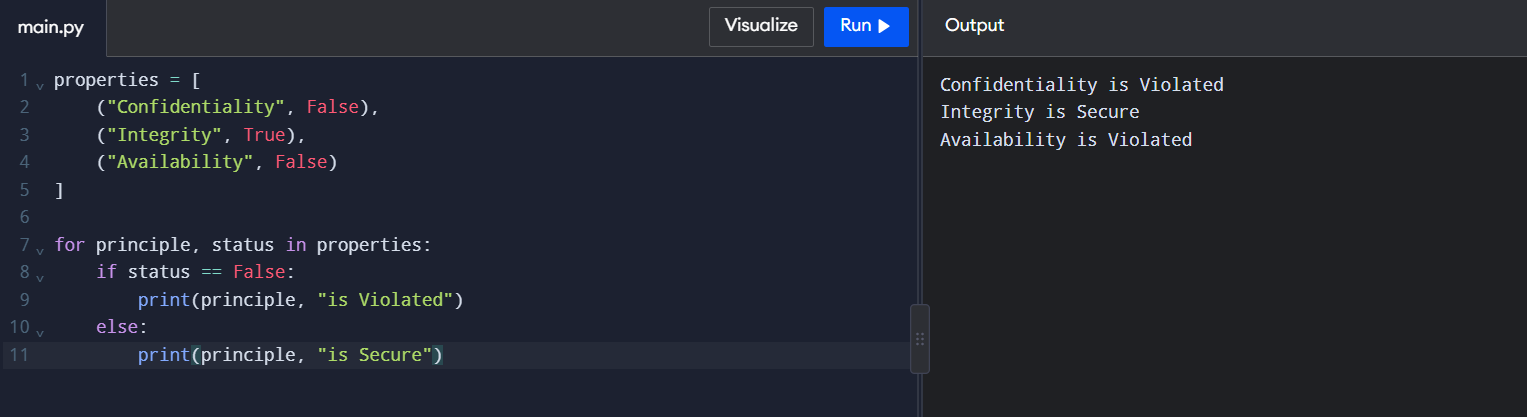 main.py
Visualize
Run
Output
1 properties = [
2     ("Confidentiality", False),
3     ("Integrity", True),
4     ("Availability", False)
5 ]
6
7 for principle, status in properties:
8     if status == False:
9         print(principle, "is Violated")
10     else:
11         print(principle, "is Secure")
Confidentiality is Violated
Integrity is Secure
Availability is Violated